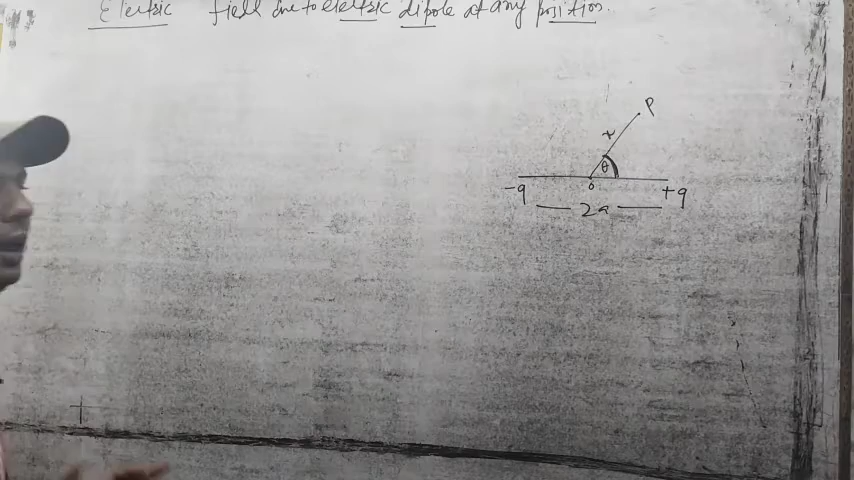 Electric field due to electric dipole at any position.
P
r
θ
o
-q +q
2a